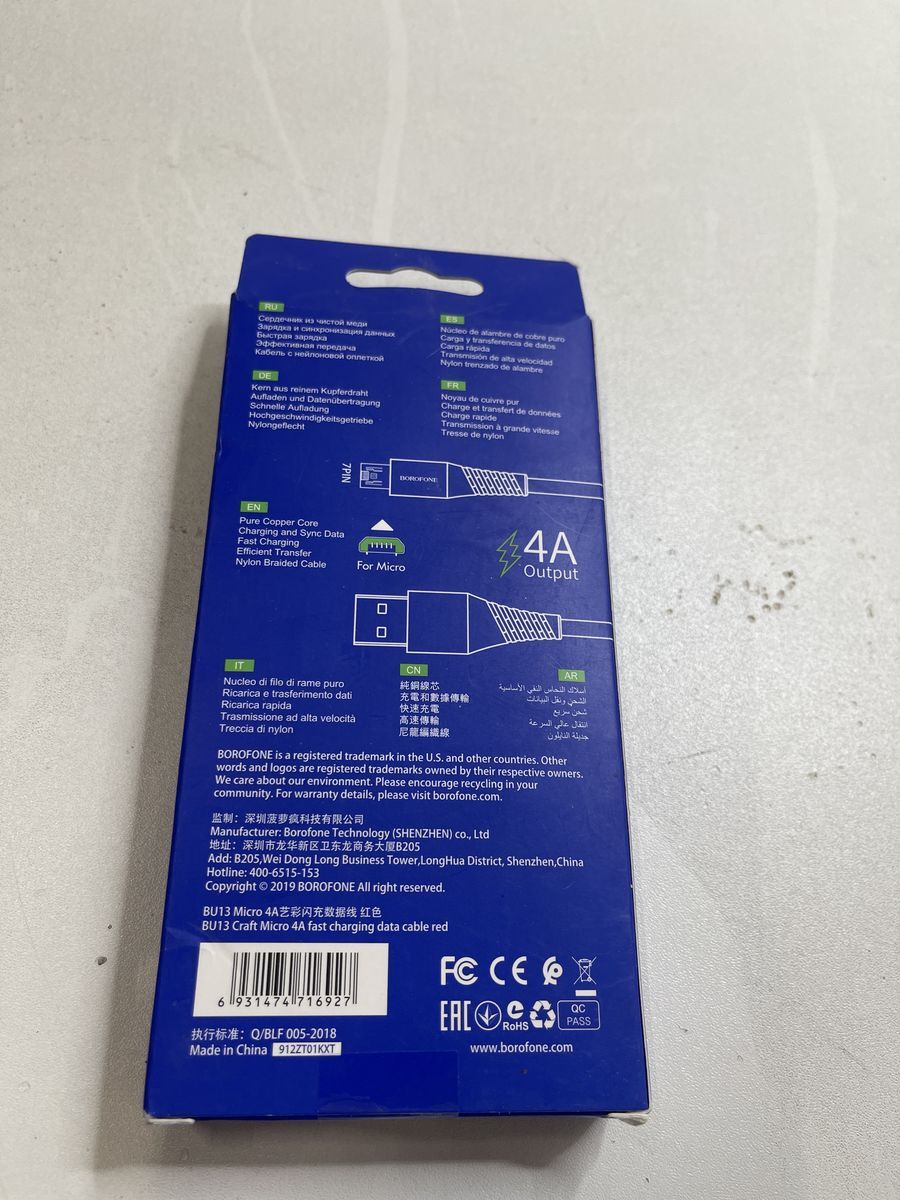 RU
Сердечник из чистой меди
Зарядка и синхронизация данных
Быстрая зарядка
Эффективная передача
Кабель с нейлоновой оплеткой
ES
Núcleo de alambre de cobre puro
Carga y transferencia de datos
Carga rápida
Transmisión de alta velocidad
Nylon trenzado de alambre
DE
Kern aus reinem Kupferdraht
Aufladen und Datenübertragung
Schnelle Aufladung
Hochgeschwindigkeitsgetriebe
Nylongeflecht
FR
Noyau de cuivre pur
Charge et transfert de données
Charge rapide
Transmission à grande vitesse
Tresse de nylon
7PIN
BOROFONE
EN
Pure Copper Core
Charging and Sync Data
Fast Charging
Efficient Transfer
Nylon Braided Cable
For Micro
4A
Output
IT
Nucleo di filo di rame puro
Ricarica e trasferimento dati
Ricarica rapida
Trasmissione ad alta velocità
Treccia di nylon
CN
純銅線芯
充電和數據傳輸
快速充電
高速傳輸
尼龍編織線
AR
أسلاك النحاس النقي الأساسية
الشحن ونقل البيانات
شحن سريع
انتقال عالي السرعة
جديلة النايلون
BOROFONE is a registered trademark in the U.S. and other countries. Other
words and logos are registered trademarks owned by their respective owners.
We care about our environment. Please encourage recycling in your
community. For warranty details, please visit borofone.com.
监制：深圳菠萝疯科技有限公司
Manufacturer: Borofone Technology (SHENZHEN) co., Ltd
地址：深圳市龙华新区卫东龙商务大厦B205
Add: B205,Wei Dong Long Business Tower,LongHua District, Shenzhen,China
Hotline: 400-6515-153
Copyright © 2019 BOROFONE All right reserved.
BU13 Micro 4A艺彩闪充数据线 红色
BU13 Craft Micro 4A fast charging data cable red
6 931474 716927
FC CE
EAC RoHS QC PASS
执行标准：Q/BLF 005-2018
Made in China 912ZT01KXT
www.borofone.com